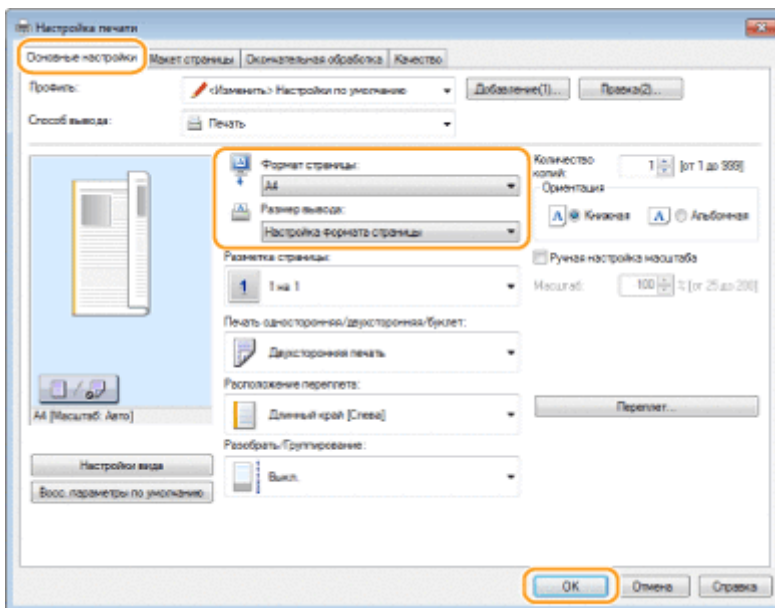 Настройка печати
Основные настройки Макет страницы Окончательная обработка Качество
Профиль: <Изменить> Настройки по умолчанию Добавление(1)... Правка(2)...
Способ вывода: Печать
Формат страницы:
A4
Размер вывода:
Настройка формата страницы
Количество копий: 1 [от 1 до 999]
Ориентация
A Книжная A Альбомная
Разметка страницы:
1 1 на 1
Ручная настройка масштаба
Масштаб: 100 % [от 25 до 200]
Печать односторонняя/двухсторонняя/буклет:
Двухсторонняя печать
Расположение переплета:
Длинный край [Слева]
Переплет...
A4 [Масштаб: Авто]
Разобрать/Группирование:
Выкл.
Настройки вида
Восс. параметры по умолчанию
OK Отмена Справка